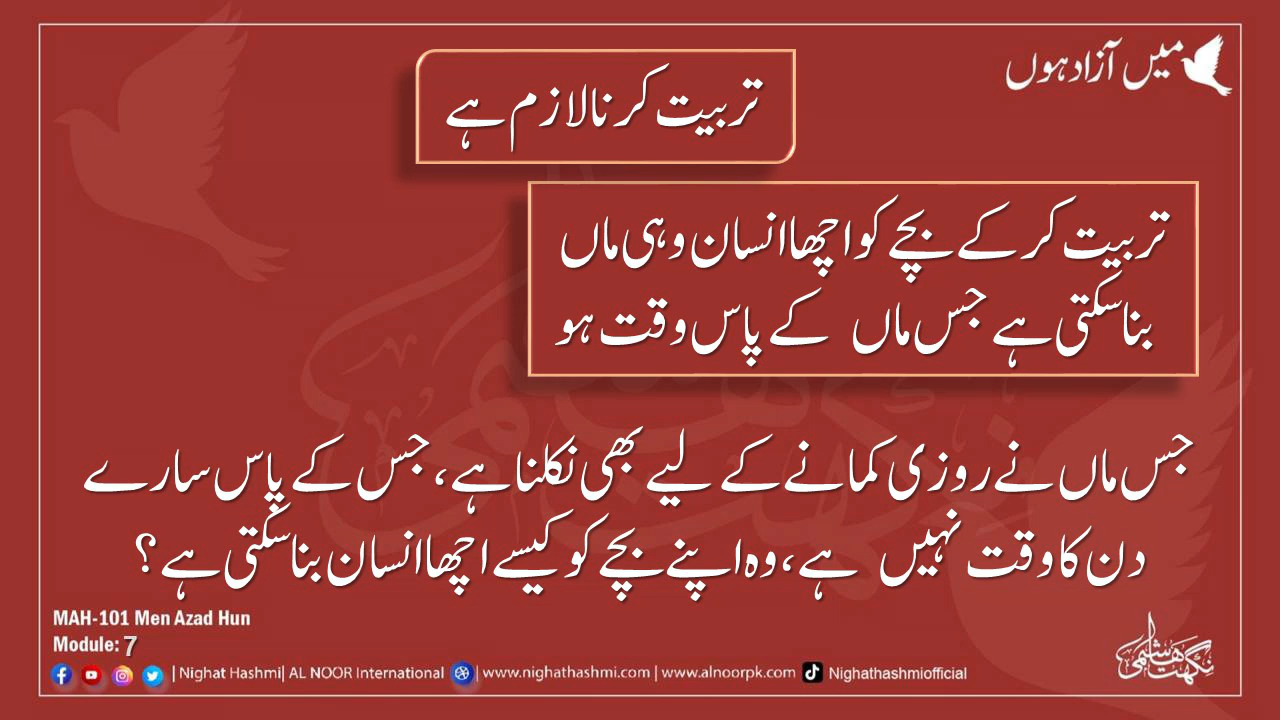 میں آزاد ہوں
تربیت کرنا لازم ہے
تربیت کر کے بچے کو اچھا انسان وہی ماں
بنا سکتی ہے جس ماں کے پاس وقت ہو
جس ماں نے روزی کمانے کے لیے بھی نکلنا ہے، جس کے پاس سارے
دن کا وقت نہیں ہے، وہ اپنے بچے کو کیسے اچھا انسان بنا سکتی ہے؟
MAH-101 Men Azad Hun
Module: 7
| Nighat Hashmi| AL NOOR International | www.nighathashmi.com | www.alnoorpk.com Nighathashmiofficial
نگہت ہاشمی